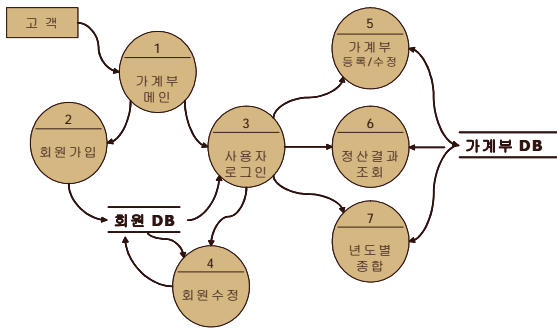 고 객
1
가계부
메인
2
회원가입
3
사용자
로그인
회원 DB
4
회원수정
5
가계부
등록/수정
6
정산결과
조회
가계부 DB
7
년도별
종합